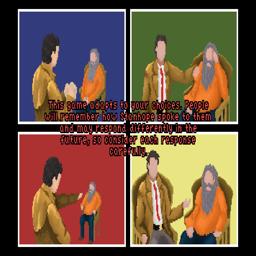 This game adapts to your choices. People
will remember how Stanhope spoke to them
and may respond differently in the
future, so consider each response
carefully.